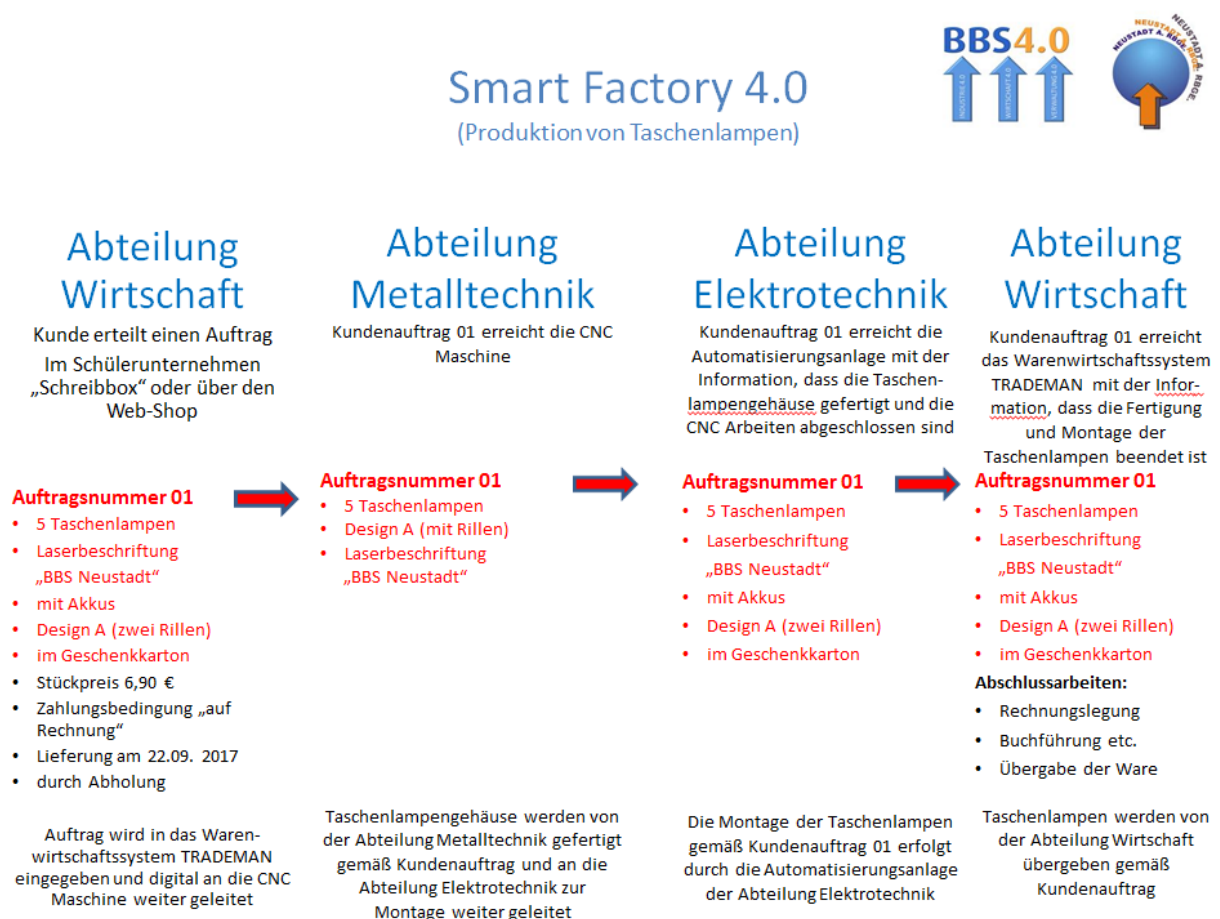 BBS4.0
INDUSTRIE 4.0
WIRTSCHAFT 4.0
VERWALTUNG 4.0
NEUSTADT A. RBGE.
NEUSTADT A. RBGE.
Smart Factory 4.0
(Produktion von Taschenlampen)
Abteilung
Wirtschaft
Kunde erteilt einen Auftrag
Im Schülerunternehmen
„Schreibbox“ oder über den
Web-Shop
Auftragsnummer 01
• 5 Taschenlampen
• Laserbeschriftung
„BBS Neustadt“
• mit Akkus
• Design A (zwei Rillen)
• im Geschenkkarton
• Stückpreis 6,90 €
• Zahlungsbedingung „auf
Rechnung“
• Lieferung am 22.09. 2017
• durch Abholung
Auftrag wird in das Waren-
wirtschaftssystem TRADEMAN
eingegeben und digital an die CNC
Maschine weiter geleitet
Abteilung
Metalltechnik
Kundenauftrag 01 erreicht die CNC
Maschine
Auftragsnummer 01
• 5 Taschenlampen
• Design A (mit Rillen)
• Laserbeschriftung
„BBS Neustadt“
Taschenlampengehäuse werden von
der Abteilung Metalltechnik gefertigt
gemäß Kundenauftrag und an die
Abteilung Elektrotechnik zur
Montage weiter geleitet
Abteilung
Elektrotechnik
Kundenauftrag 01 erreicht die
Automatisierungsanlage mit der
Information, dass die Taschen-
lampengehäuse gefertigt und die
CNC Arbeiten abgeschlossen sind
Auftragsnummer 01
• 5 Taschenlampen
• Laserbeschriftung
„BBS Neustadt“
• mit Akkus
• Design A (zwei Rillen)
• im Geschenkkarton
Die Montage der Taschenlampen
gemäß Kundenauftrag 01 erfolgt
durch die Automatisierungsanlage
der Abteilung Elektrotechnik
Abteilung
Wirtschaft
Kundenauftrag 01 erreicht
das Warenwirtschaftssystem
TRADEMAN mit der Infor-
mation, dass die Fertigung
und Montage der
Taschenlampen beendet ist
Auftragsnummer 01
• 5 Taschenlampen
• Laserbeschriftung
„BBS Neustadt“
• mit Akkus
• Design A (zwei Rillen)
• im Geschenkkarton
Abschlussarbeiten:
• Rechnungslegung
• Buchführung etc.
• Übergabe der Ware
Taschenlampen werden von
der Abteilung Wirtschaft
übergeben gemäß
Kundenauftrag